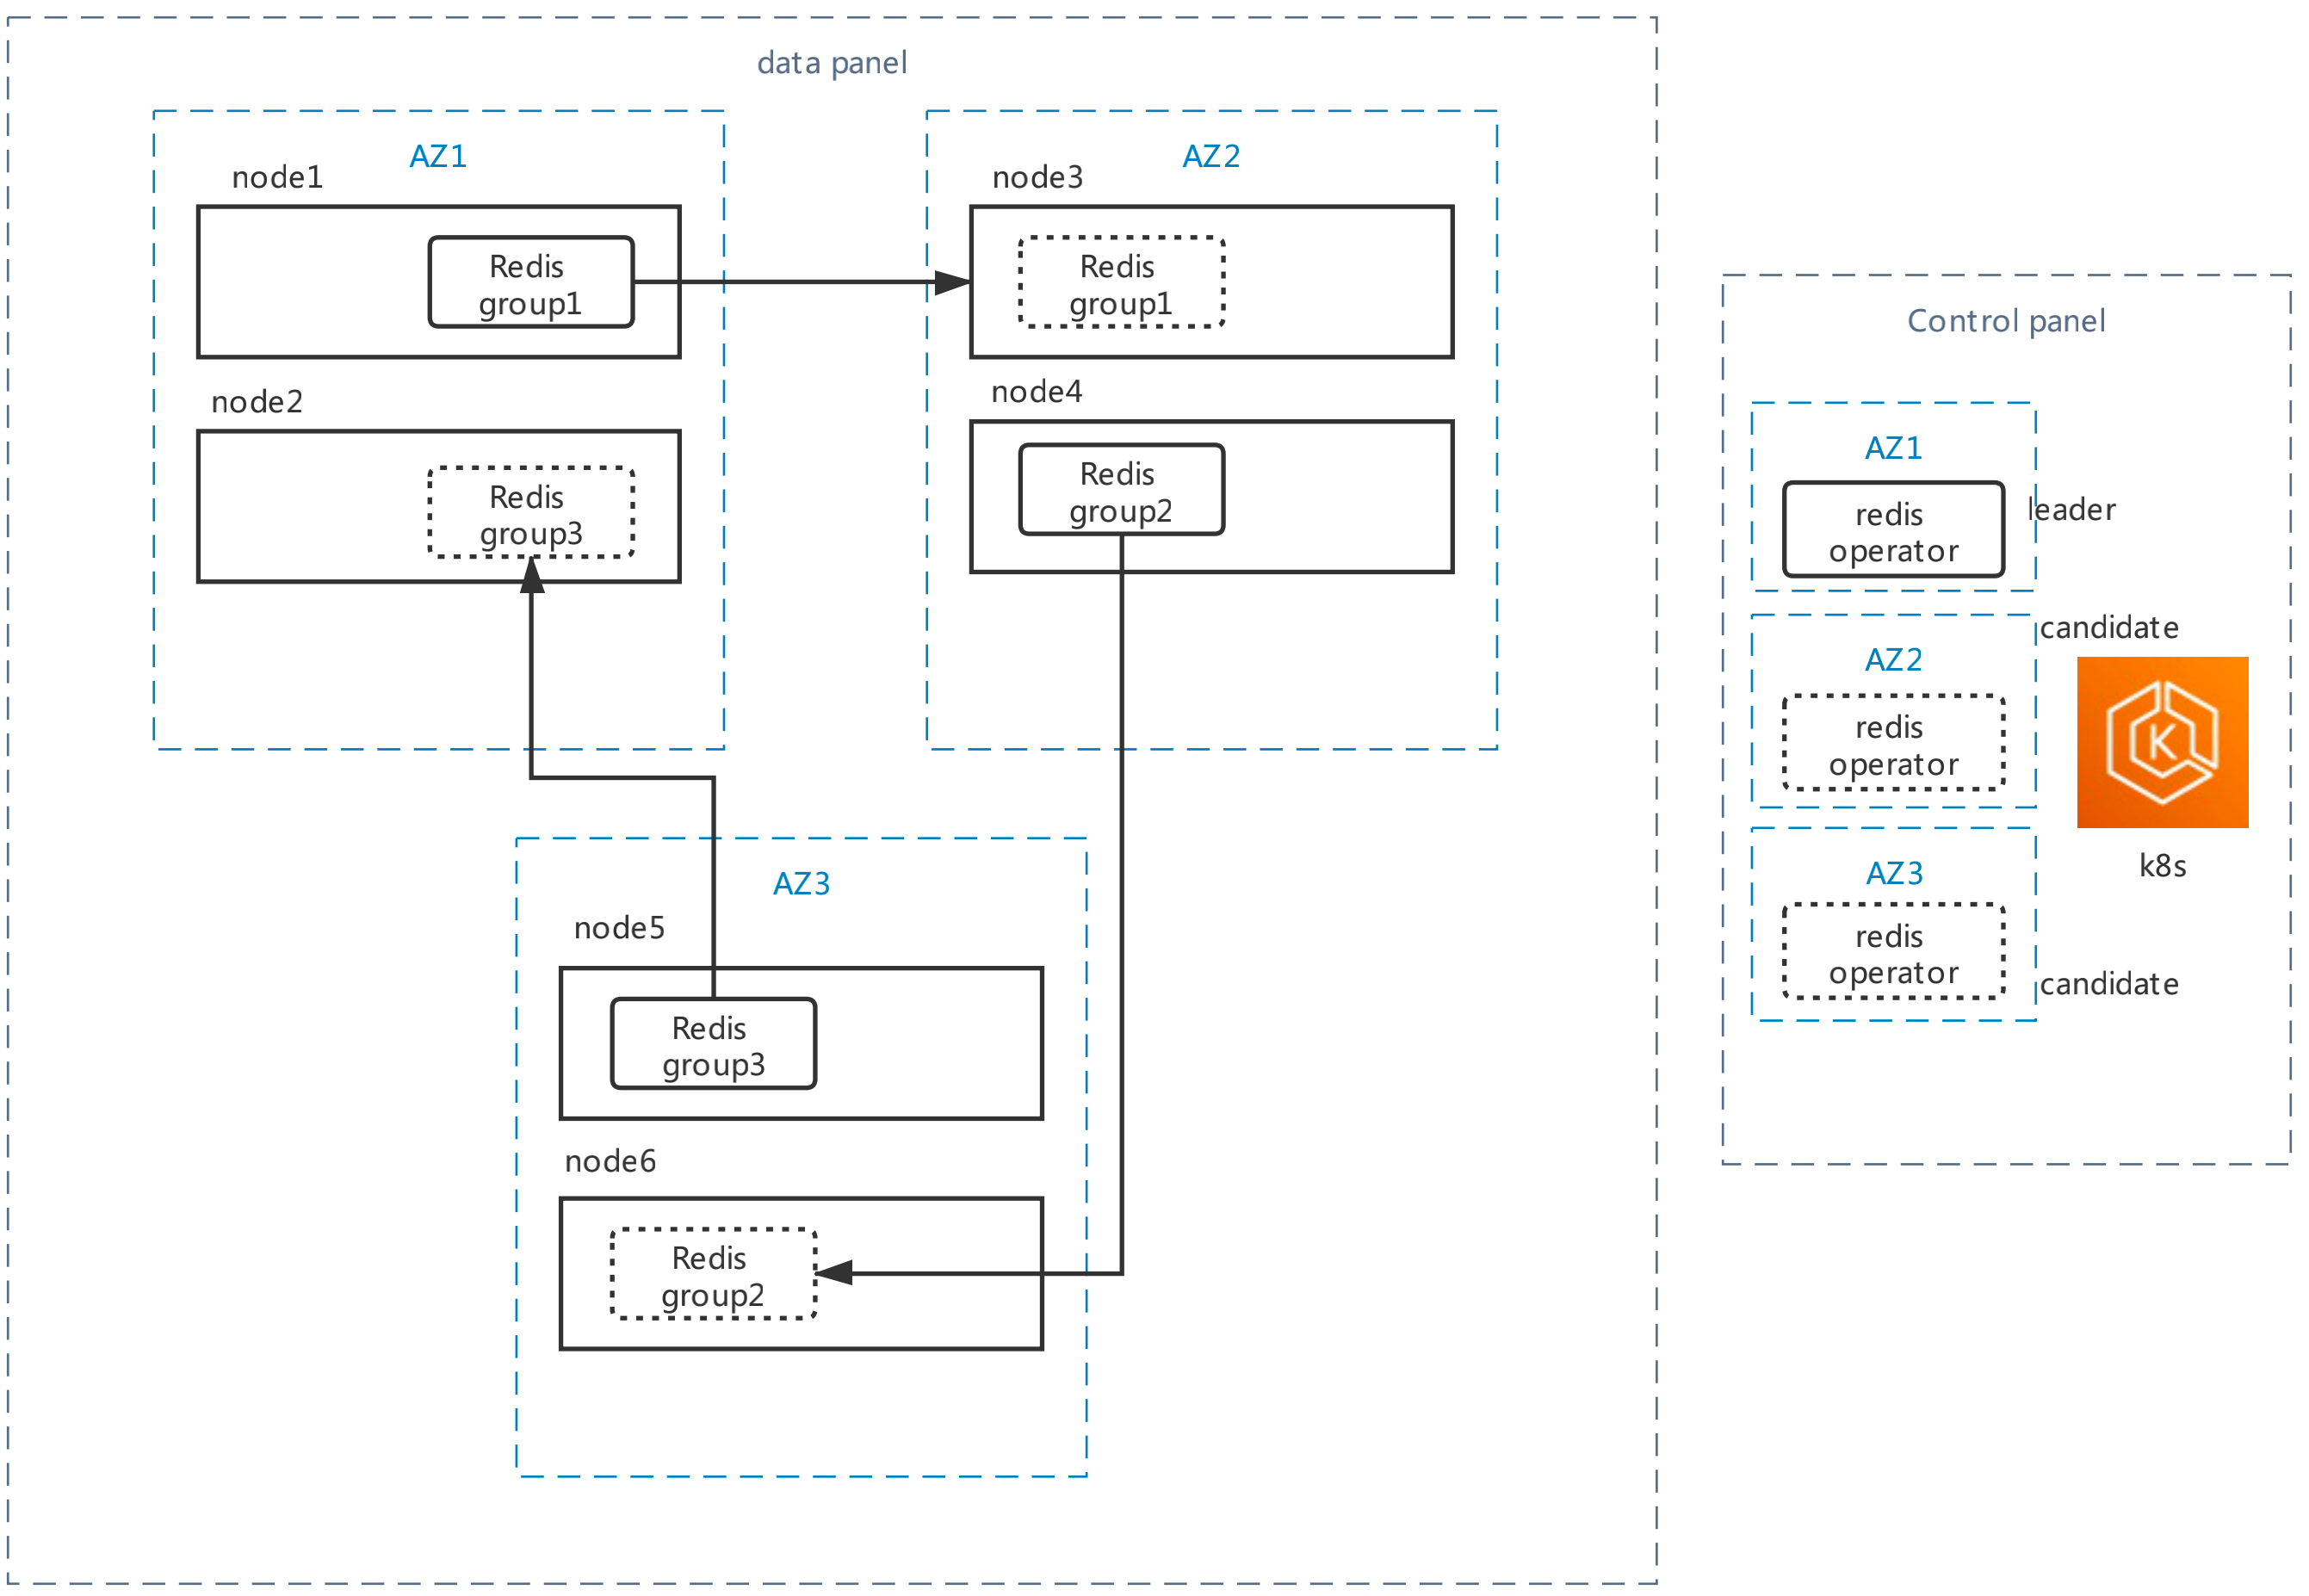 data panel
AZ1
node1
Redis
group1
node2
Redis
group3
AZ2
node3
Redis
group1
node4
Redis
group2
AZ3
node5
Redis
group3
node6
Redis
group2
Control panel
AZ1
redis
operator
leader
candidate
AZ2
redis
operator
K
k8s
AZ3
redis
operator
candidate